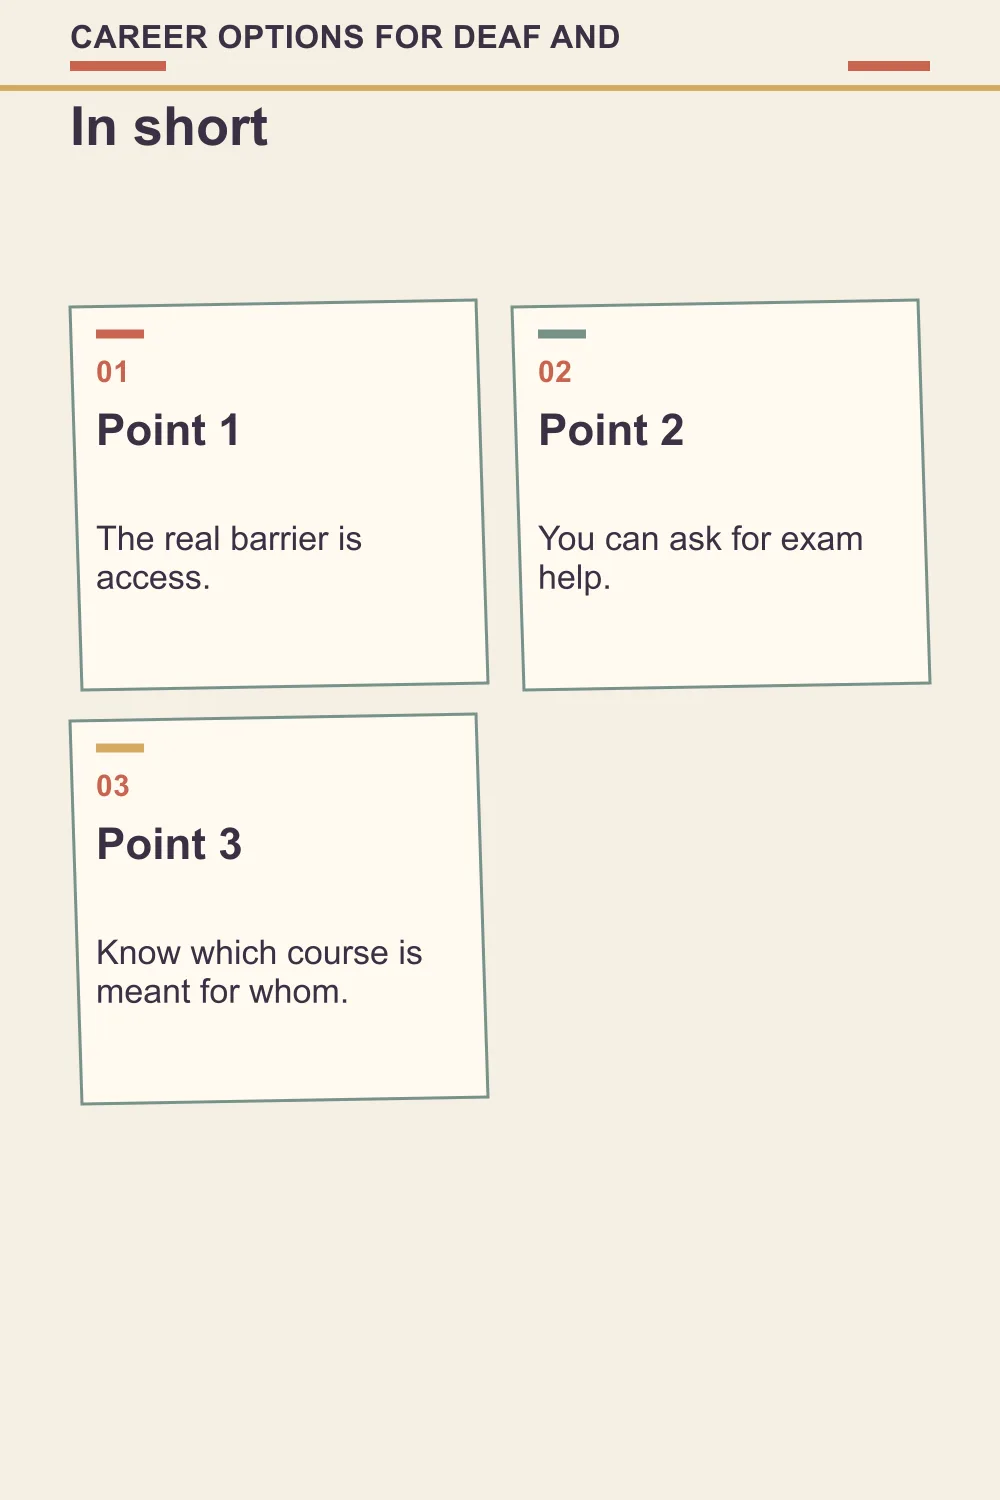 CAREER OPTIONS FOR DEAF AND
In short
01
Point 1
The real barrier is
access.
02
Point 2
You can ask for exam
help.
03
Point 3
Know which course is
meant for whom.